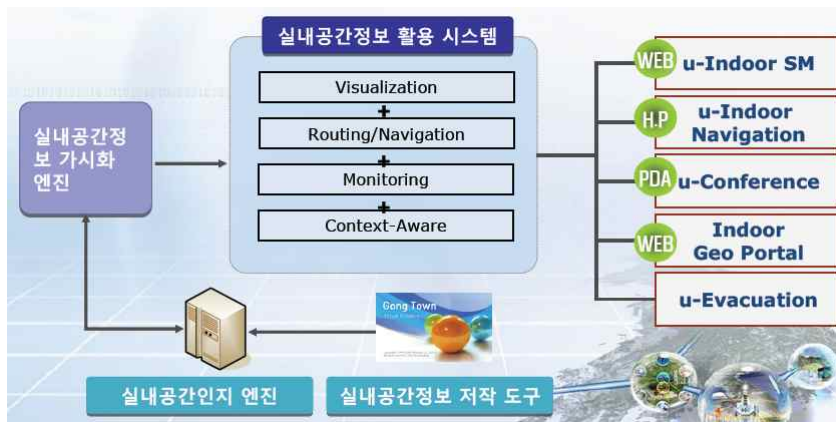 실내공간정보 활용 시스템
Visualization
+
Routing/Navigation
+
Monitoring
+
Context-Aware
실내공간정
보 가시화
엔진
WEB u-Indoor SM
H.P u-Indoor
Navigation
PDA u-Conference
WEB Indoor
Geo Portal
u-Evacuation
Gong Town
실내공간인지 엔진
실내공간정보 저작 도구